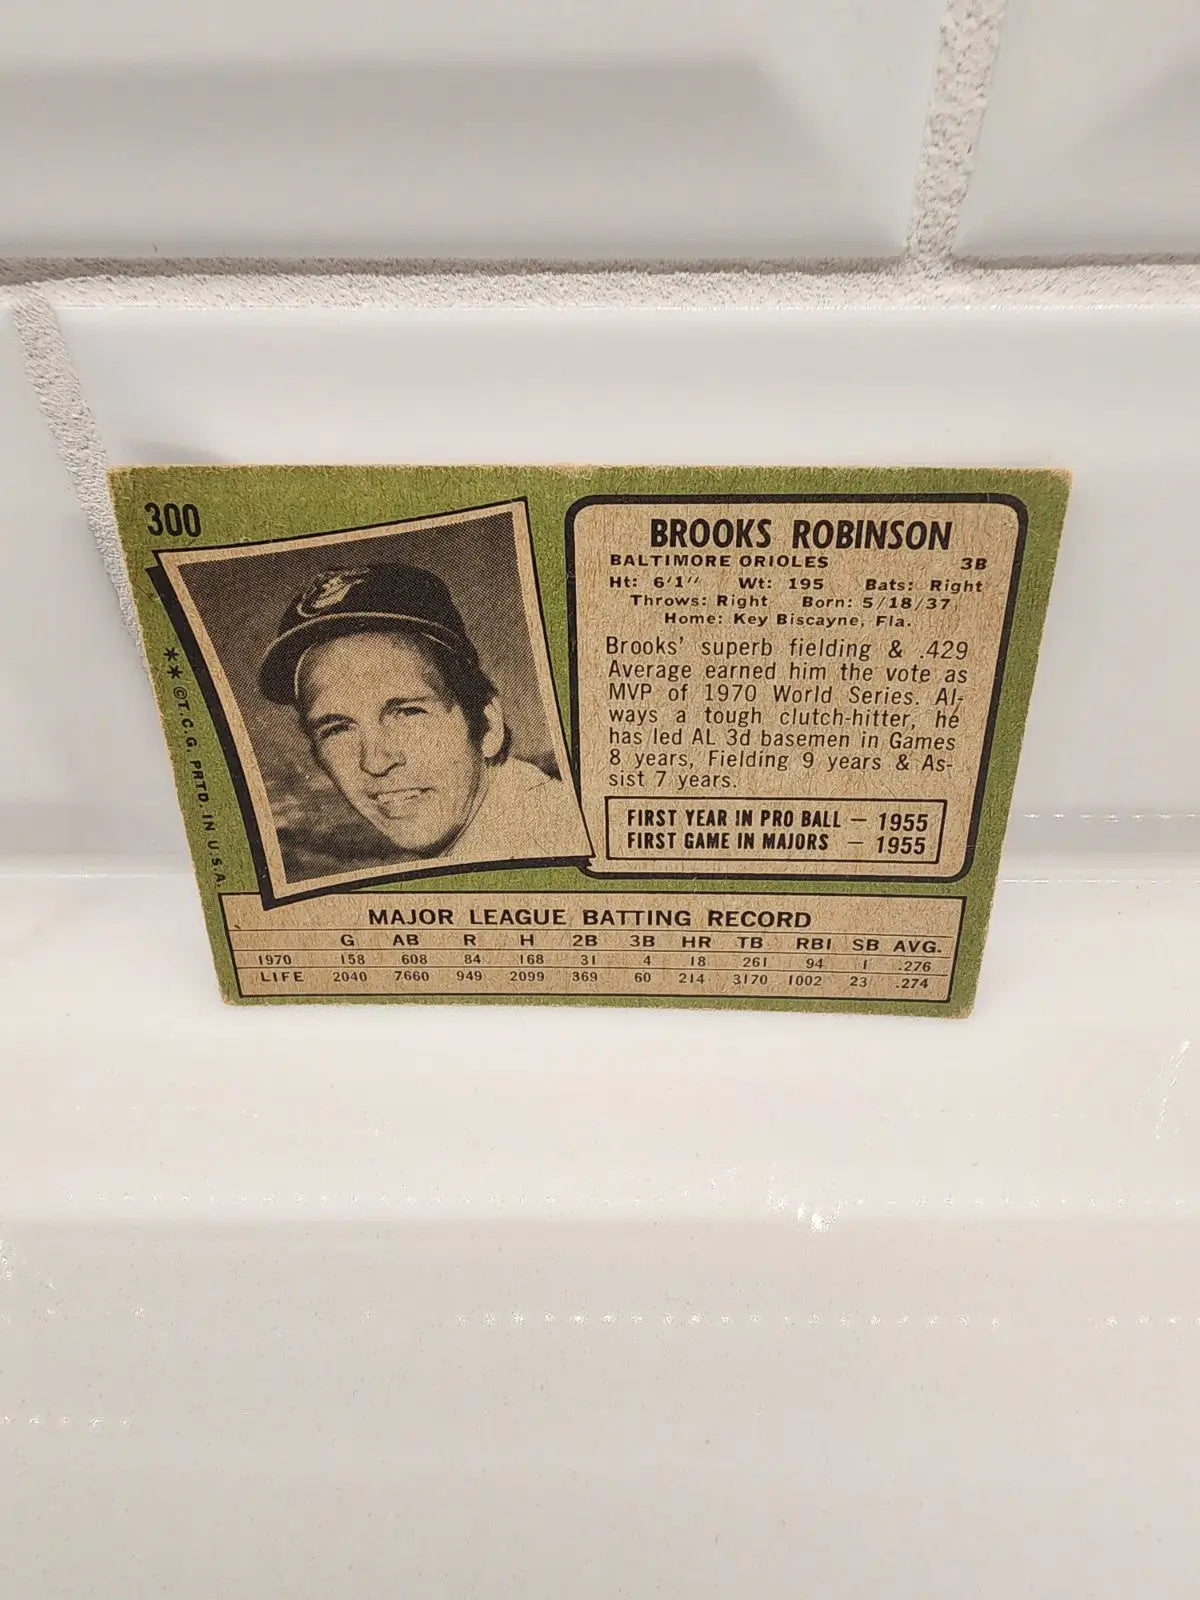 300
BROOKS ROBINSON
BALTIMORE ORIOLES 3B
Ht: 6'1" Wt: 195 Bats: Right
Throws: Right Born: 5/18/37
Home: Key Biscayne, Fla.
Brooks' superb fielding & .429
Average earned him the vote as
MVP of 1970 World Series. Al-
ways a tough clutch-hitter, he
has led AL 3d basemen in Games
8 years, Fielding 9 years & As-
sist 7 years.
FIRST YEAR IN PRO BALL — 1955
FIRST GAME IN MAJORS — 1955
** ©T.C.G. PRTD. IN U.S.A.
MAJOR LEAGUE BATTING RECORD
G AB R H 2B 3B HR TB RBI SB AVG.
1970 158 608 84 168 31 4 18 261 94 1 .276
LIFE 2040 7660 949 2099 369 60 214 3170 1002 23 .274